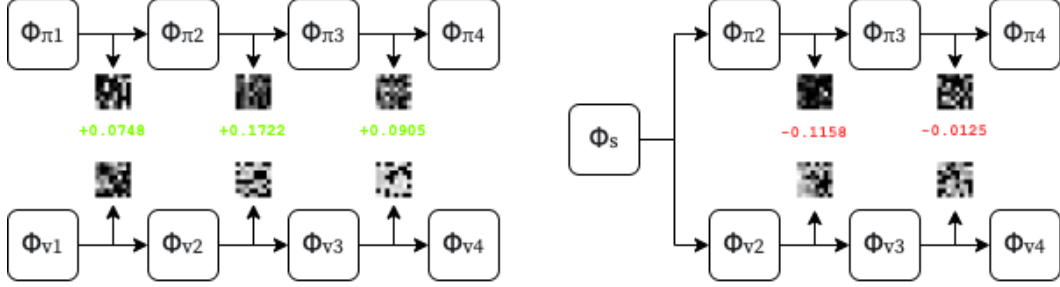 Φπ1 Φπ2 Φπ3 Φπ4
+0.0748 +0.1722 +0.0905
Φv1 Φv2 Φv3 Φv4
Φπ2 Φπ3 Φπ4
Φs
-0.1158 -0.0125
Φv2 Φv3 Φv4